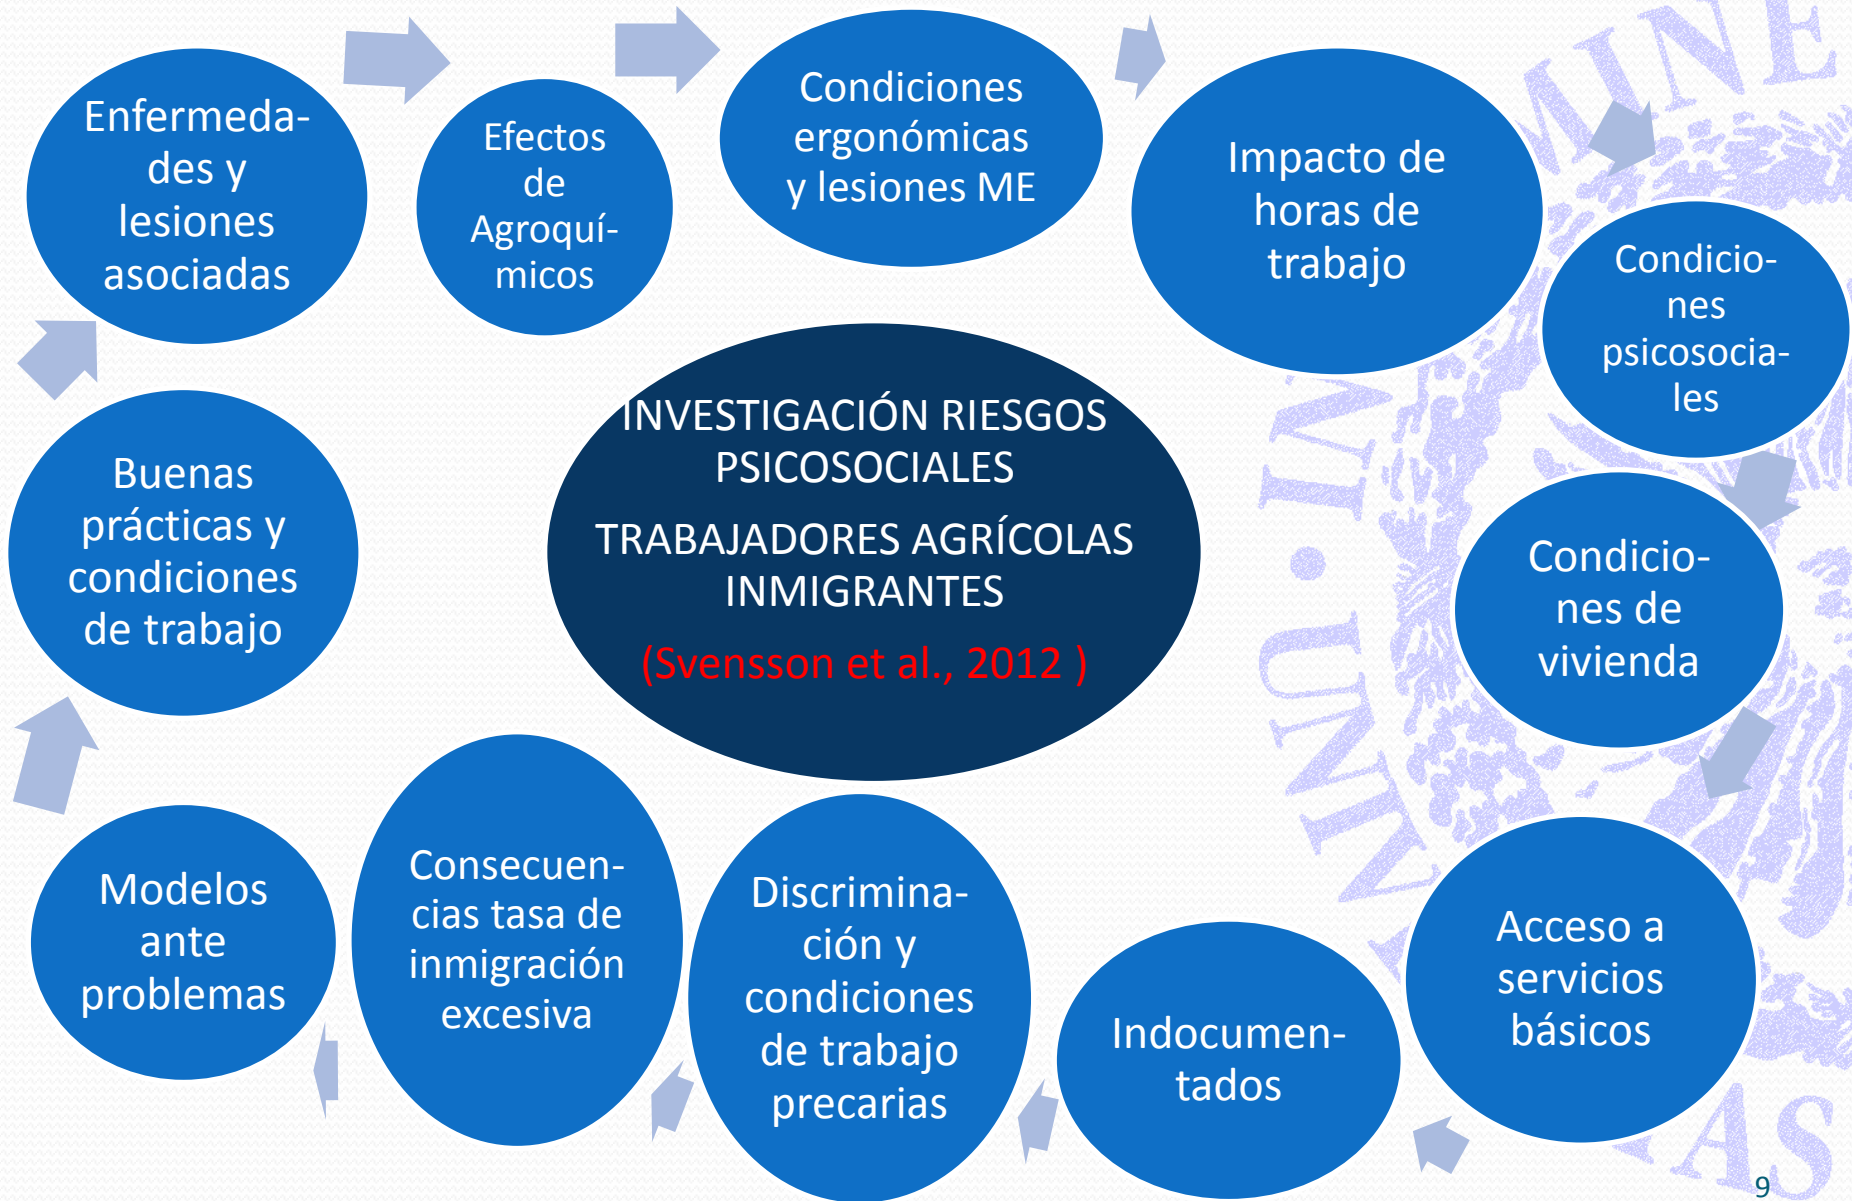 Enfermeda-
des y
lesiones
asociadas
Efectos
de
Agroquí-
micos
Condiciones
ergonómicas
y lesiones ME
Impacto de
horas de
trabajo
Condicio-
nes
psicosocia-
les
Condicio-
nes de
vivienda
Acceso a
servicios
básicos
Indocumen-
tados
Discrimina-
ción y
condiciones
de trabajo
precarias
Consecuen-
cias tasa de
inmigración
excesiva
Modelos
ante
problemas
Buenas
prácticas y
condiciones
de trabajo
INVESTIGACIÓN RIESGOS
PSICOSOCIALES
TRABAJADORES AGRÍCOLAS
INMIGRANTES
(Svensson et al., 2012 )
9